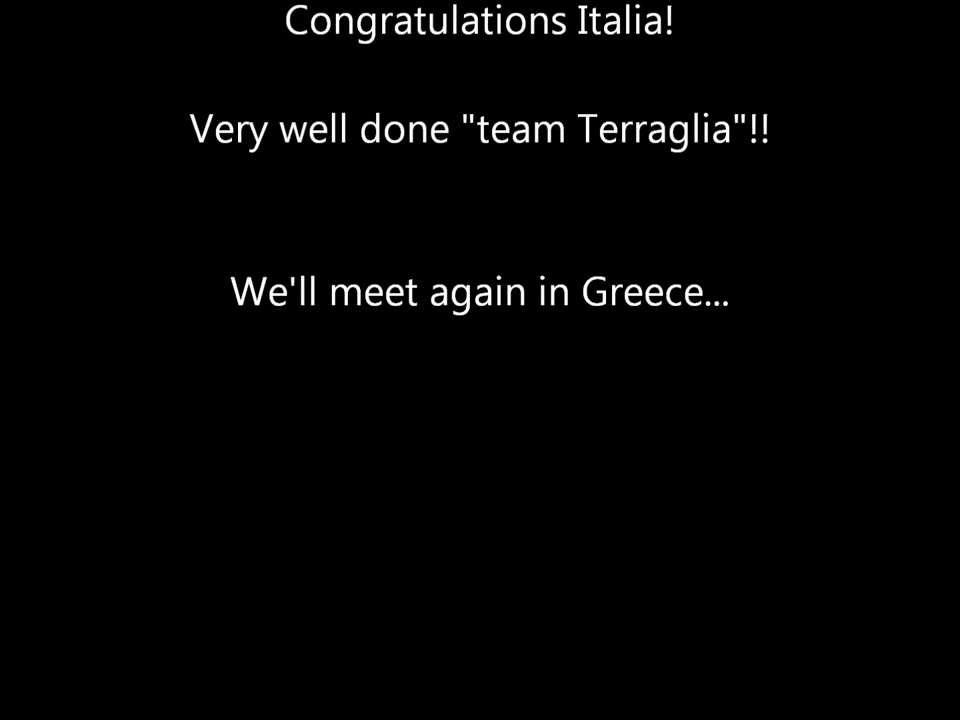 Congratulations Italia!
Very well done "team Terraglia"!!
We'll meet again in Greece...